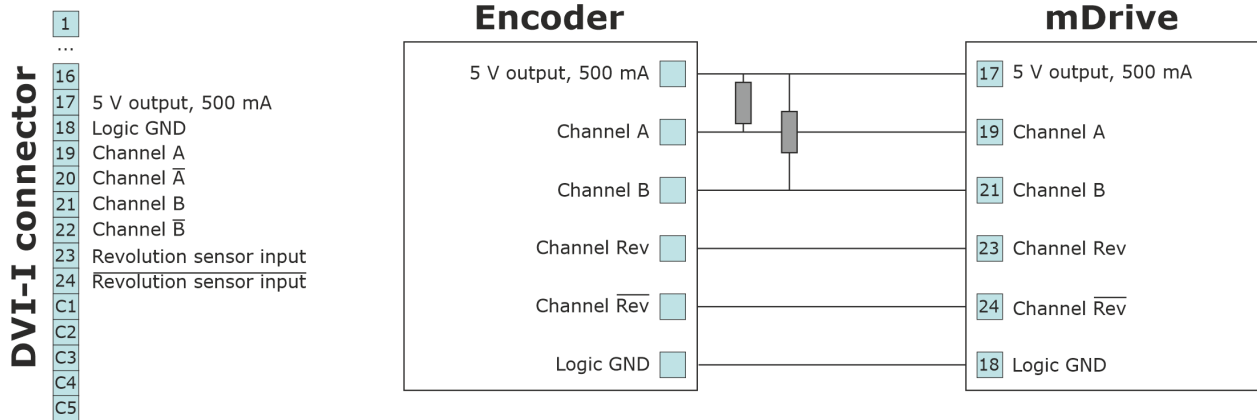 DVI-I connector
1
...
16
17 5 V output, 500 mA
18 Logic GND
19 Channel A
20 Channel A̅
21 Channel B
22 Channel B̅
23 Revolution sensor input
24 R̅e̅v̅o̅l̅u̅t̅i̅o̅n̅ ̅s̅e̅n̅s̅o̅r̅ ̅i̅n̅p̅u̅t̅
C1
C2
C3
C4
C5
Encoder
5 V output, 500 mA
Channel A
Channel B
Channel Rev
Channel R̅e̅v̅
Logic GND
mDrive
17 5 V output, 500 mA
19 Channel A
21 Channel B
23 Channel Rev
24 Channel R̅e̅v̅
18 Logic GND